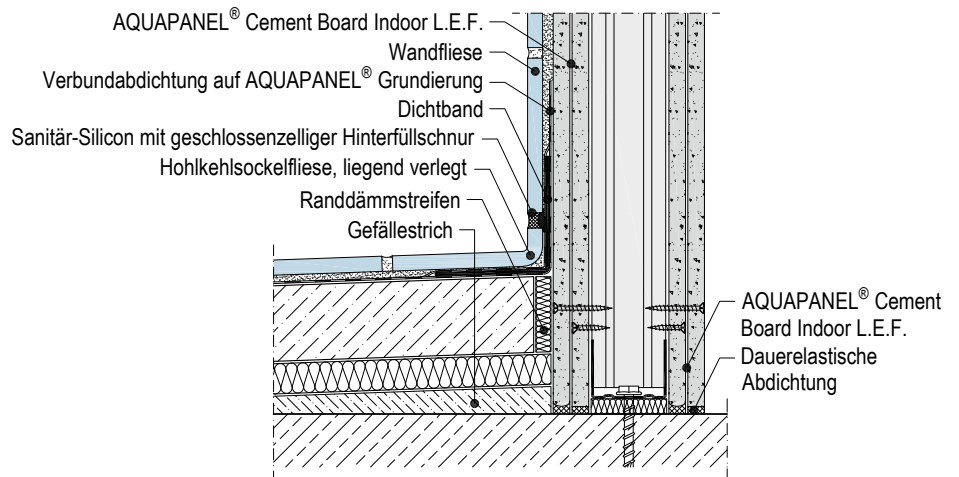 AQUAPANEL® Cement Board Indoor L.E.F.
Wandfliese
Verbundabdichtung auf AQUAPANEL® Grundierung
Dichtband
Sanitär-Silicon mit geschlossenzelliger Hinterfüllschnur
Hohlkehlsockelfliese, liegend verlegt
Randdämmstreifen
Gefällestrich
AQUAPANEL® Cement
Board Indoor L.E.F.
Dauerelastische
Abdichtung